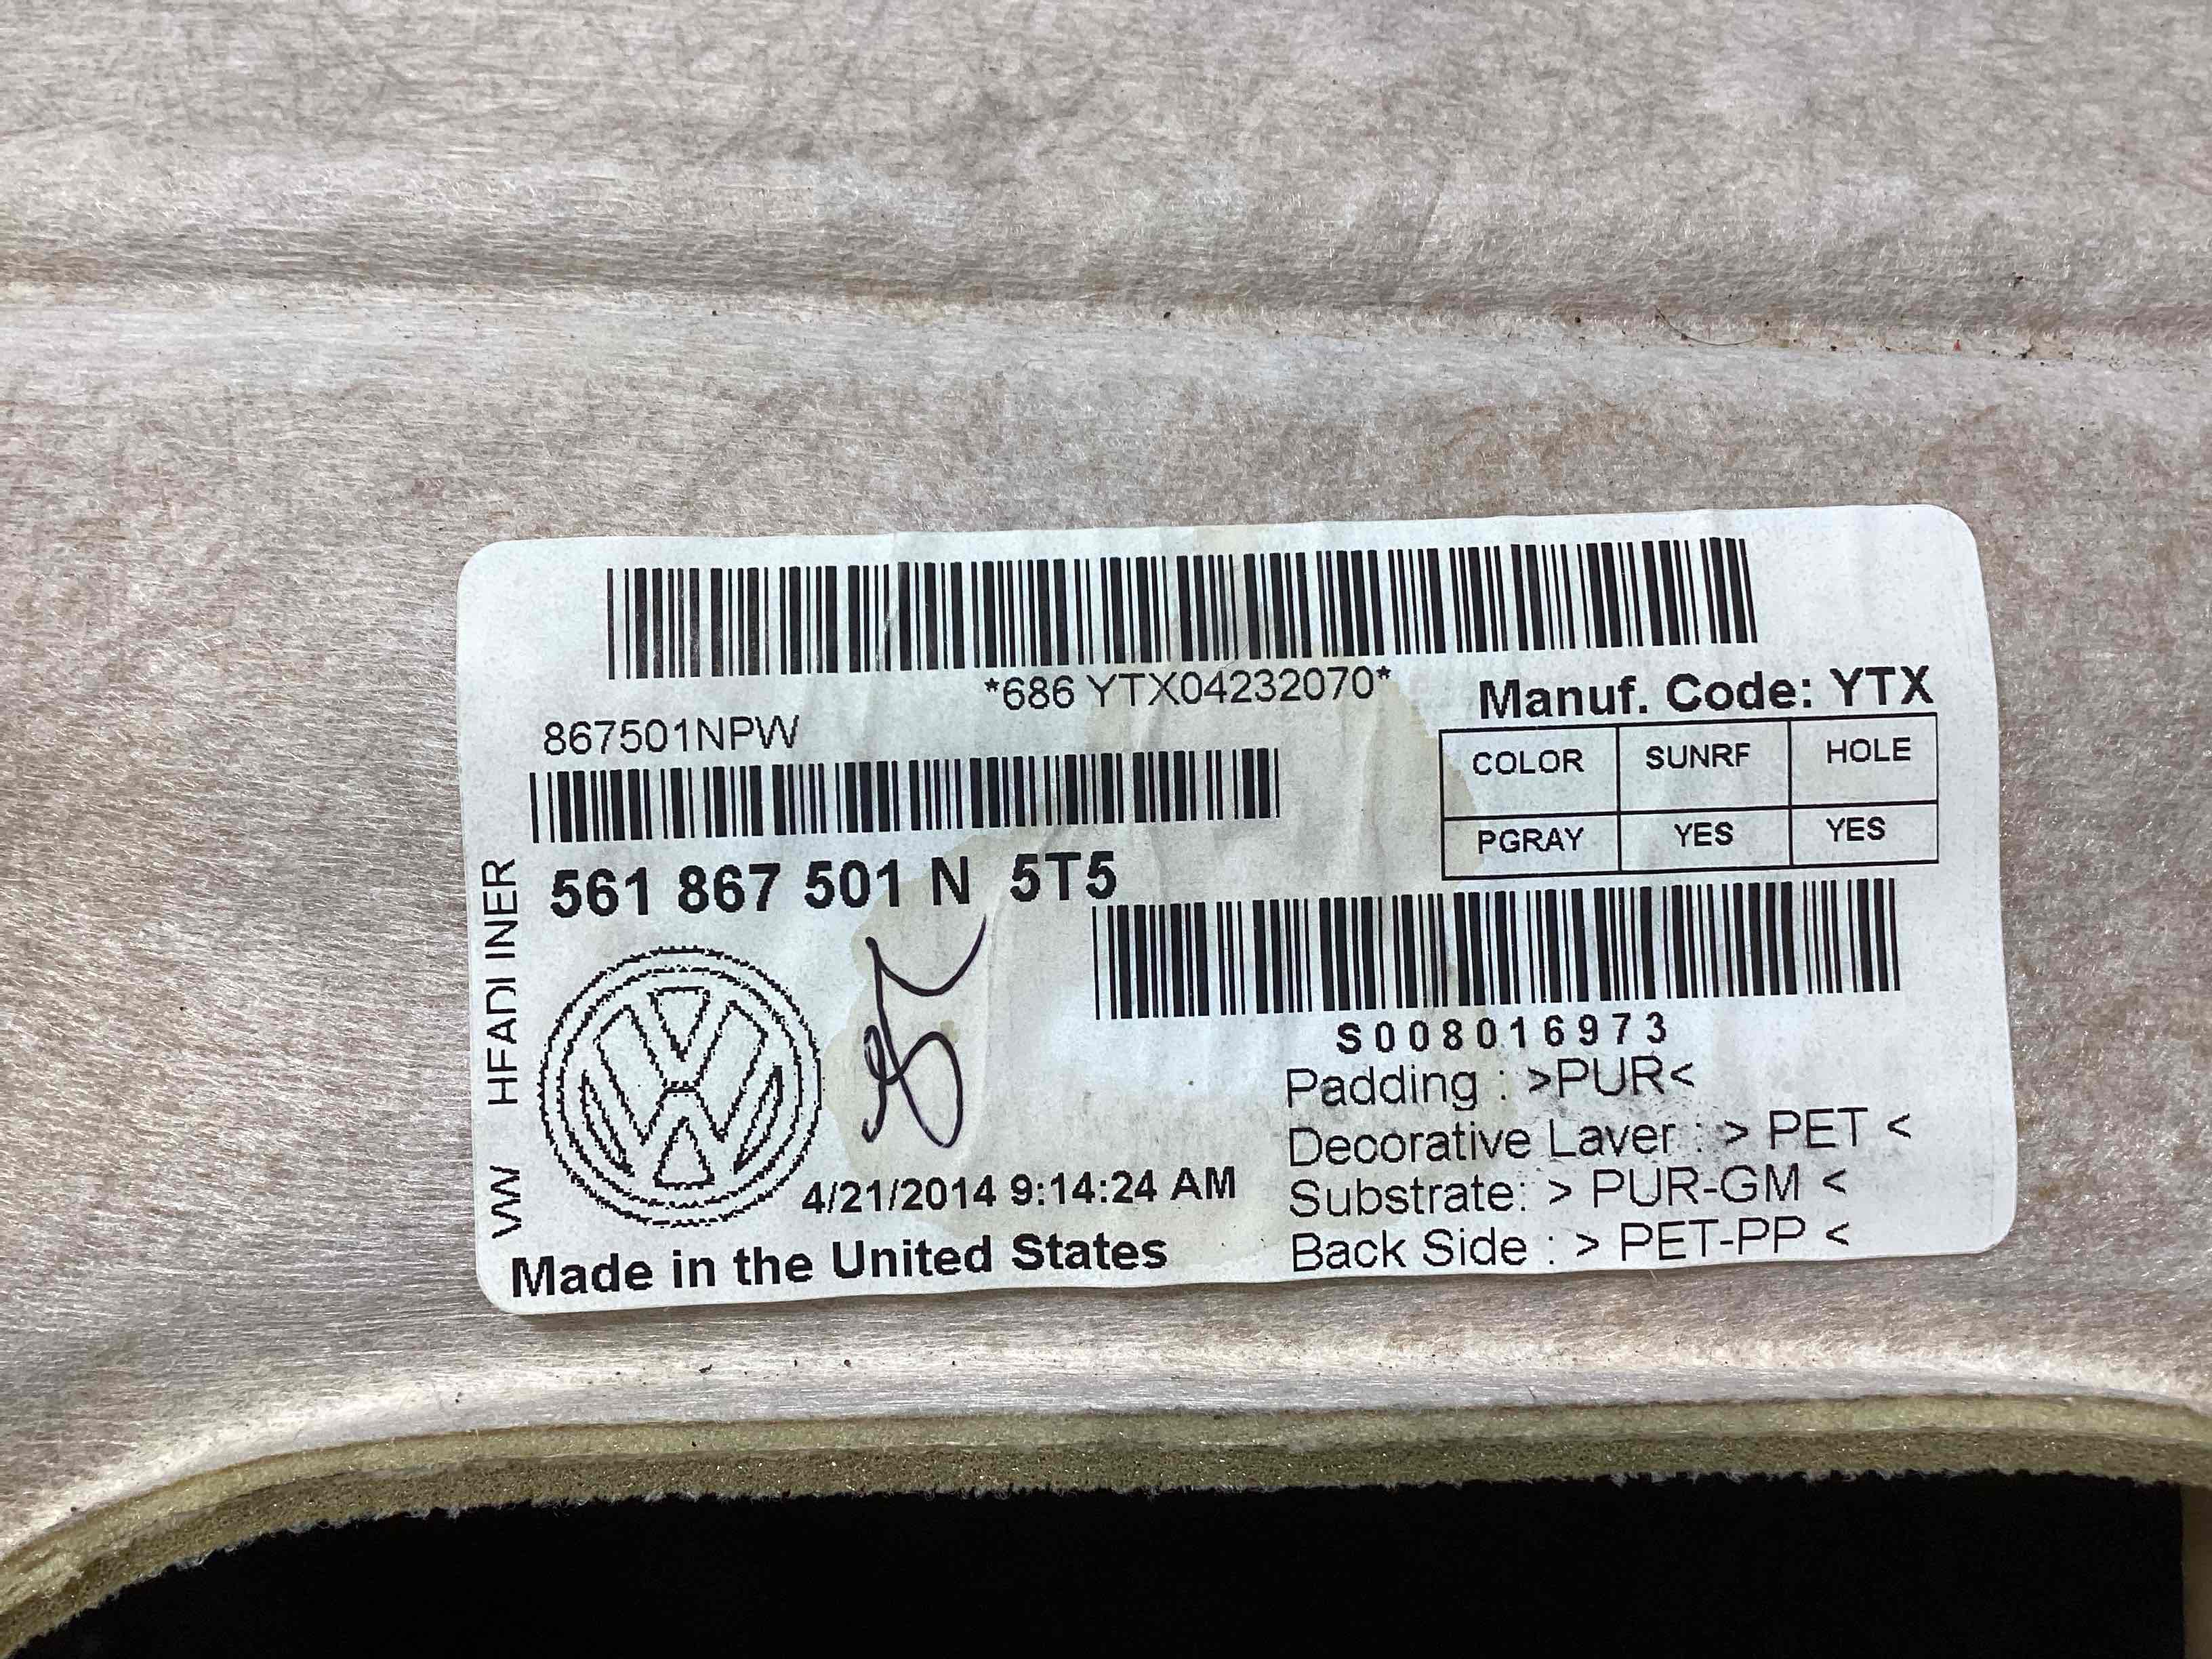 *686 YTX04232070*
Manuf. Code: YTX
867501NPW
COLOR SUNRF HOLE
PGRAY YES YES
561 867 501 N 5T5
VW HEADLINER
S008016973
Padding : >PUR<
Decorative Laver : > PET <
Substrate: > PUR-GM <
Back Side : > PET-PP <
4/21/2014 9:14:24 AM
Made in the United States